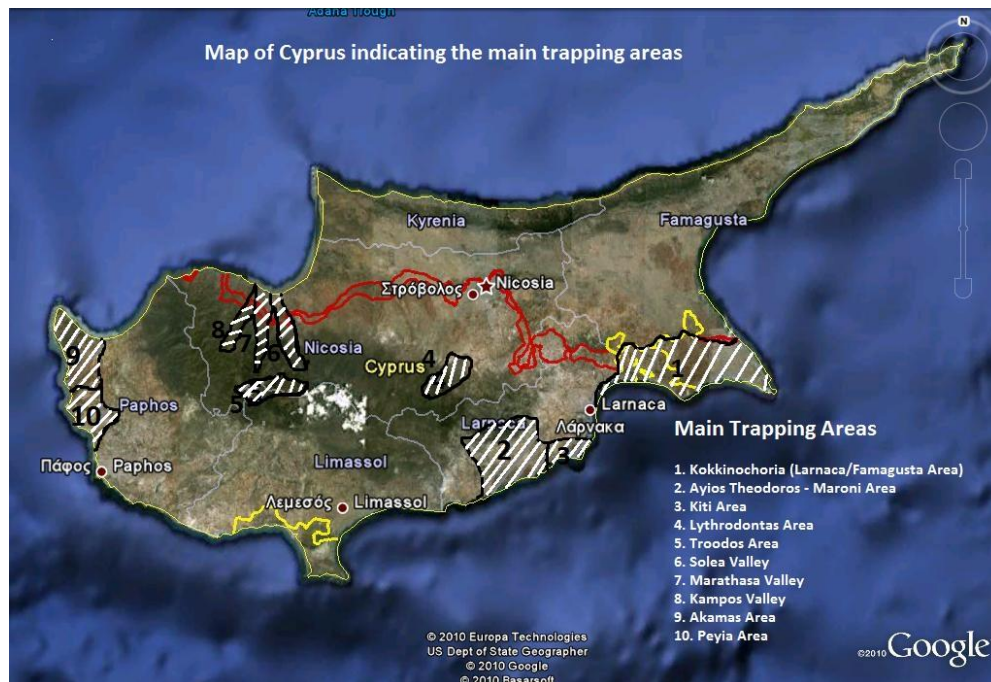 Adana Trough
N
Map of Cyprus indicating the main trapping areas
Kyrenia
Famagusta
Nicosia
Στρόβολος
8
7
6
Nicosia
9
Cyprus
4
1
5
10
Paphos
Larnaca
Λάρνακα
Larnaca
2
3
Πάφος
Paphos
Limassol
Λεμεσός
Limassol
Main Trapping Areas
1. Kokkinochoria (Larnaca/Famagusta Area)
2. Ayios Theodoros - Maroni Area
3. Kiti Area
4. Lythrodontas Area
5. Troodos Area
6. Solea Valley
7. Marathasa Valley
8. Kampos Valley
9. Akamas Area
10. Peyia Area
© 2010 Europa Technologies
US Dept of State Geographer
© 2010 Google
© 2010 Basarsoft
©2010 Google